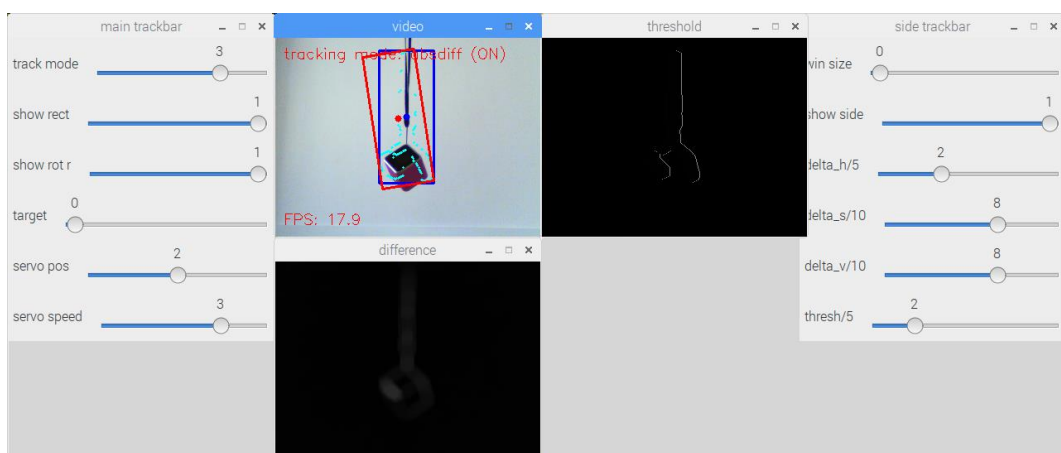 main trackbar
track mode
3
show rect
1
show rot r
1
target
0
servo pos
2
servo speed
3
video
tracking mode: absdiff (ON)
FPS: 17.9
difference
threshold
side trackbar
win size
0
show side
1
delta_h/5
2
delta_s/10
8
delta_v/10
8
thresh/5
2